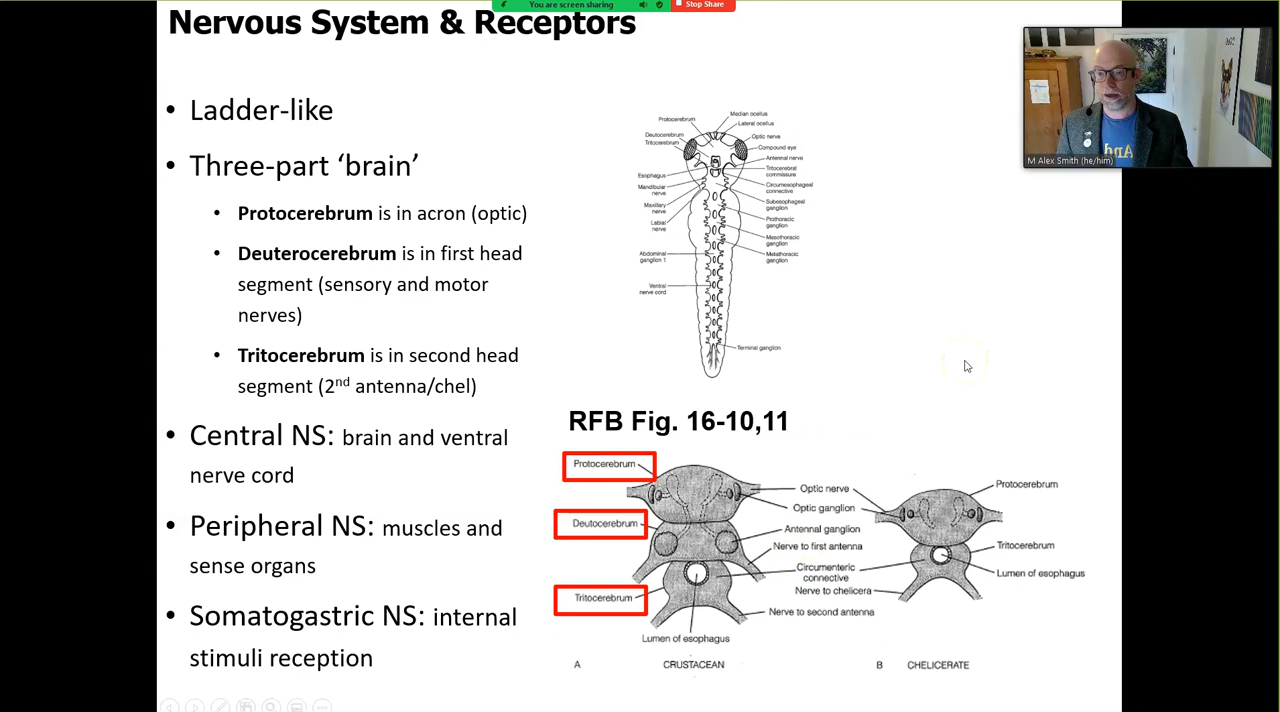 You are screen sharing
Stop Share
Nervous System & Receptors
M Alex Smith (he/him)
• Ladder-like
• Three-part ‘brain’
• Protocerebrum is in acron (optic)
• Deuterocerebrum is in first head
segment (sensory and motor
nerves)
• Tritocerebrum is in second head
segment (2nd antenna/chel)
• Central NS: brain and ventral
nerve cord
• Peripheral NS: muscles and
sense organs
• Somatogastric NS: internal
stimuli reception
Protocerebrum
Deutocerebrum
Tritocerebrum
Esophagus
Mandibular
nerve
Maxillary
nerve
Labial
nerve
Abdominal
ganglion 1
Ventral
nerve cord
Median ocellus
Lateral ocellus
Optic nerve
Compound eye
Antennal nerve
Tritocerebral
commissure
Circumesophageal
connective
Subesophageal
ganglion
Prothoracic
ganglion
Mesothoracic
ganglion
Metathoracic
ganglion
Terminal ganglion
RFB Fig. 16-10,11
Protocerebrum
Deutocerebrum
Tritocerebrum
Lumen of esophagus
Optic nerve
Optic ganglion
Antennal ganglion
Nerve to first antenna
Circumenteric
connective
Nerve to chelicera
Nerve to second antenna
Protocerebrum
Tritocerebrum
Lumen of esophagus
A CRUSTACEAN
B CHELICERATE